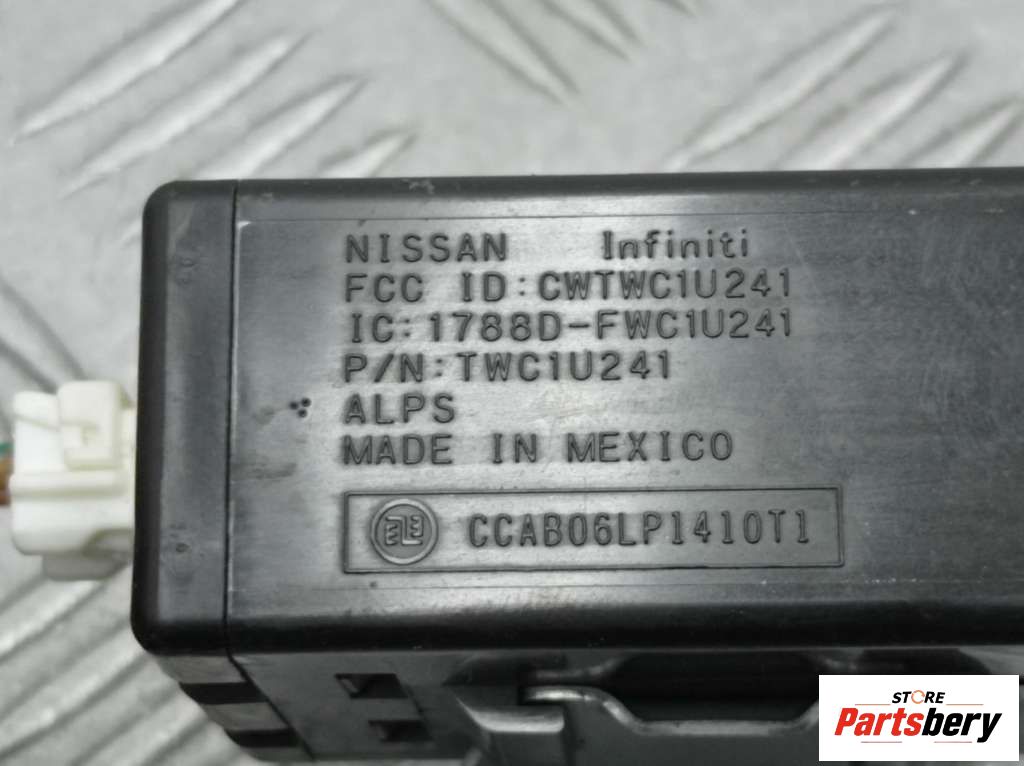 NISSAN Infiniti
FCC ID:CWTWC1U241
IC:1788D-FWC1U241
P/N:TWC1U241
ALPS
MADE IN MEXICO
CCAB06LP1410T1
STORE
Partsbery